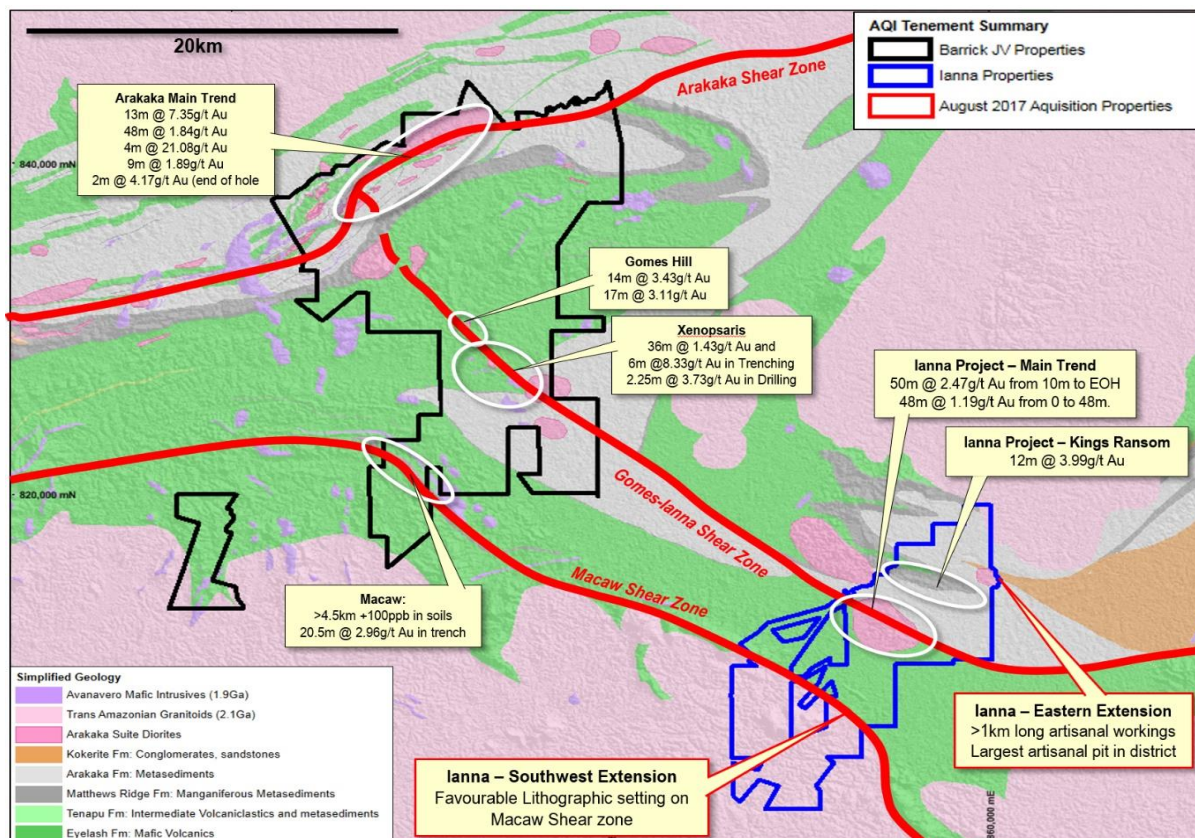 20km
AQI Tenement Summary
Barrick JV Properties
Ianna Properties
August 2017 Aquisition Properties
Arakaka Shear Zone
Arakaka Main Trend
13m @ 7.35g/t Au
48m @ 1.84g/t Au
4m @ 21.08g/t Au
9m @ 1.89g/t Au
2m @ 4.17g/t Au (end of hole
840,000 mN
Gomes Hill
14m @ 3.43g/t Au
17m @ 3.11g/t Au
Xenopsaris
36m @ 1.43g/t Au and
6m @8.33g/t Au in Trenching
2.25m @ 3.73g/t Au in Drilling
Ianna Project – Main Trend
50m @ 2.47g/t Au from 10m to EOH
48m @ 1.19g/t Au from 0 to 48m.
Ianna Project – Kings Ransom
12m @ 3.99g/t Au
820,000 mN
Gomes-Ianna Shear Zone
Macaw Shear Zone
Macaw:
>4.5km +100ppb in soils
20.5m @ 2.96g/t Au in trench
Simplified Geology
Avanavero Mafic Intrusives (1.9Ga)
Trans Amazonian Granitoids (2.1Ga)
Arakaka Suite Diorites
Kokerite Fm: Conglomerates, sandstones
Arakaka Fm: Metasediments
Matthews Ridge Fm: Manganiferous Metasediments
Tenapu Fm: Intermediate Volcaniclastics and metasediments
Eyelash Fm: Mafic Volcanics
Ianna – Southwest Extension
Favourable Lithographic setting on
Macaw Shear zone
Ianna – Eastern Extension
>1km long artisanal workings
Largest artisanal pit in district